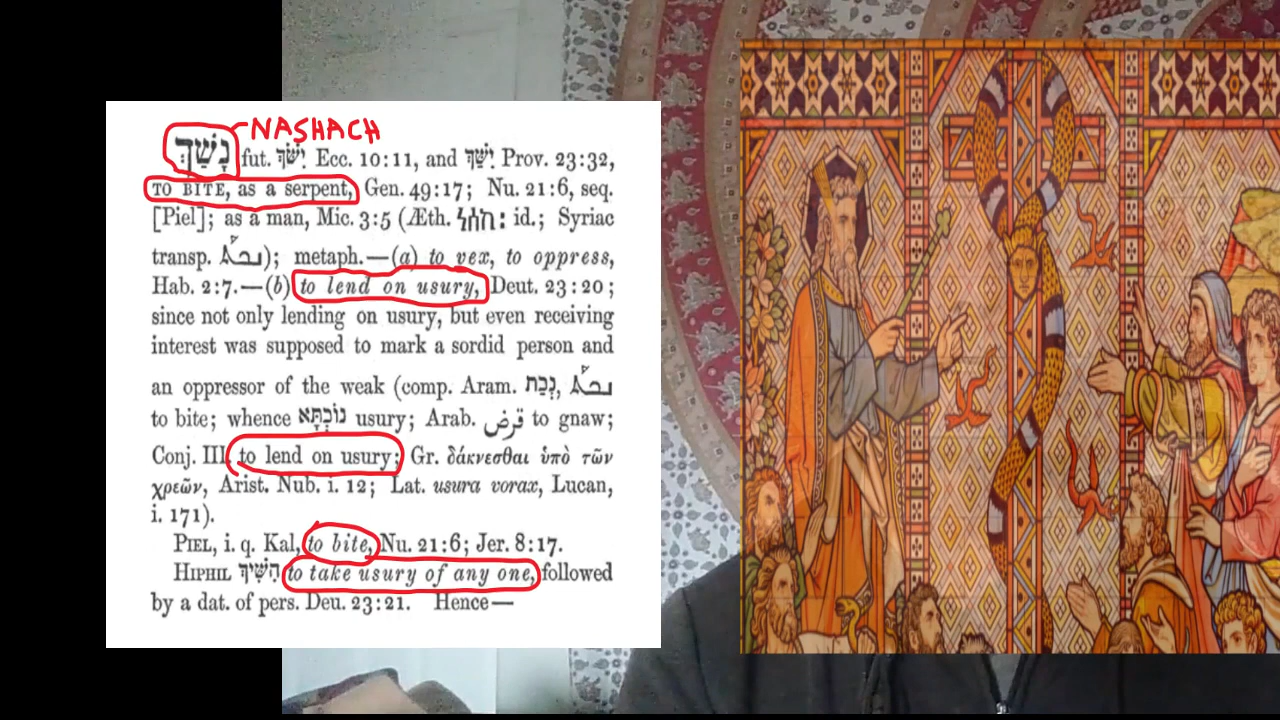 NASHACH
נָשַׁךְ fut. יִשֹּׁךְ Ecc. 10:11, and יִשָּׁךְ Prov. 23:32,
TO BITE, as a serpent, Gen. 49:17; Nu. 21:6, seq.
[Piel]; as a man, Mic. 3:5 (Æth. id.; Syriac
transp.); metaph.—(a) to vex, to oppress,
Hab. 2:7.—(b) to lend on usury, Deut. 23:20;
since not only lending on usury, but even receiving
interest was supposed to mark a sordid person and
an oppressor of the weak (comp. Aram. נְכַת,
to bite; whence נוֹכְתָא usury; Arab. قرض to gnaw;
Conj. III. to lend on usury; Gr. δάκνεσθαι ὑπὸ τῶν
χρεῶν, Arist. Nub. i. 12; Lat. usura vorax, Lucan,
i. 171).
PIEL, i. q. Kal, to bite, Nu. 21:6; Jer. 8:17.
HIPHIL הִשִּׁיךְ to take usury of any one, followed
by a dat. of pers. Deu. 23:21. Hence—